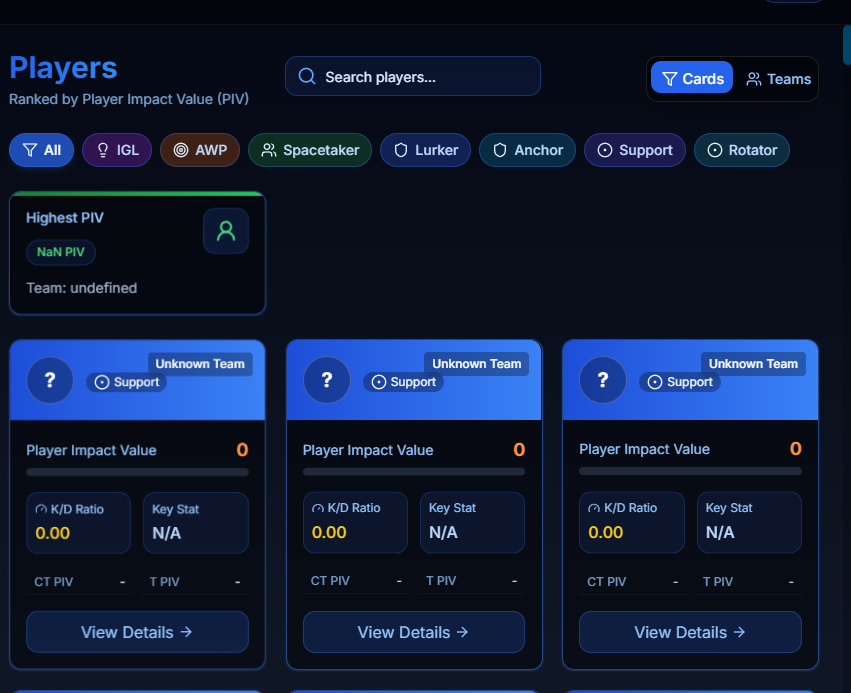 Players
Ranked by Player Impact Value (PIV)
Search players...
Cards
Teams
All
IGL
AWP
Spacetaker
Lurker
Anchor
Support
Rotator
Highest PIV
NaN PIV
Team: undefined
?
Unknown Team
Support
Player Impact Value 0
K/D Ratio
0.00
Key Stat
N/A
CT PIV -
T PIV -
View Details →
?
Unknown Team
Support
Player Impact Value 0
K/D Ratio
0.00
Key Stat
N/A
CT PIV -
T PIV -
View Details →
?
Unknown Team
Support
Player Impact Value 0
K/D Ratio
0.00
Key Stat
N/A
CT PIV -
T PIV -
View Details →